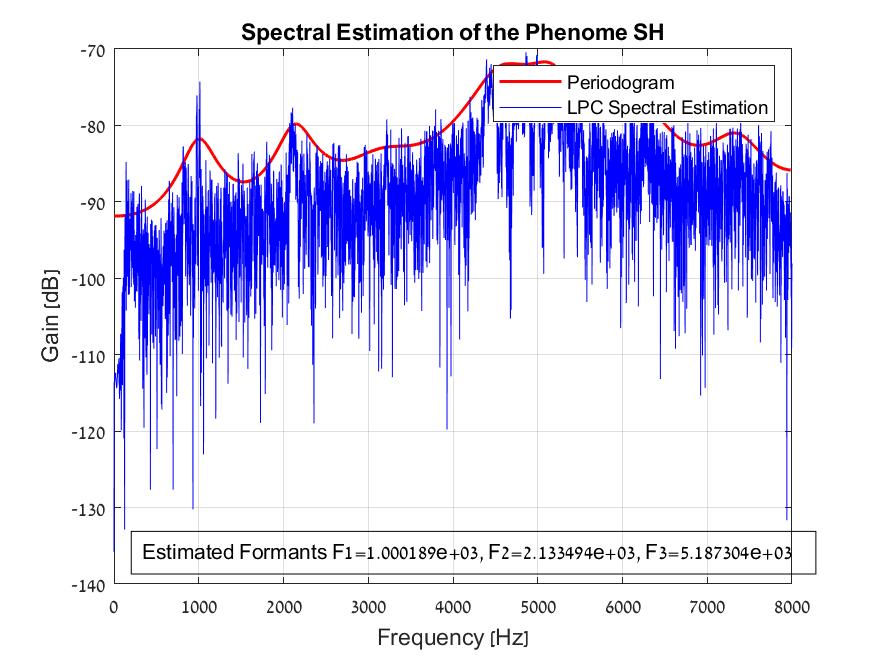 Spectral Estimation of the Phenome SH
-70
-80
-90
-100
-110
-120
-130
-140
Gain [dB]
Periodogram
LPC Spectral Estimation
Estimated Formants F1=1.000189e+03, F2=2.133494e+03, F3=5.187304e+03
0 1000 2000 3000 4000 5000 6000 7000 8000
Frequency [Hz]